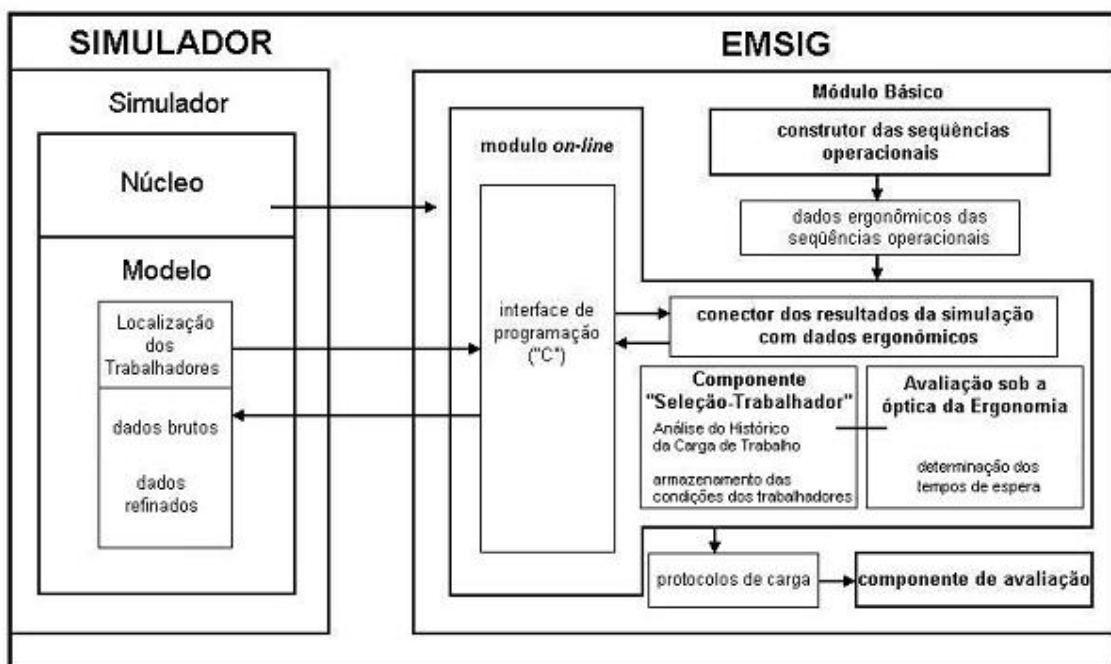 SIMULADOR
EMSIG
Simulador
Núcleo
Modelo
Localização
dos
Trabalhadores
dados brutos
dados
refinados
modulo on-line
interface de
programação
("C")
Módulo Básico
construtor das seqüências
operacionais
dados ergonômicos das
seqüências operacionais
conector dos resultados da simulação
com dados ergonômicos
Componente
"Seleção-Trabalhador"
Análise do Histórico
da Carga de Trabalho
armazenamento das
condições dos trabalhadores
Avaliação sob a
óptica da Ergonomia
determinação dos
tempos de espera
protocolos de carga
componente de avaliação